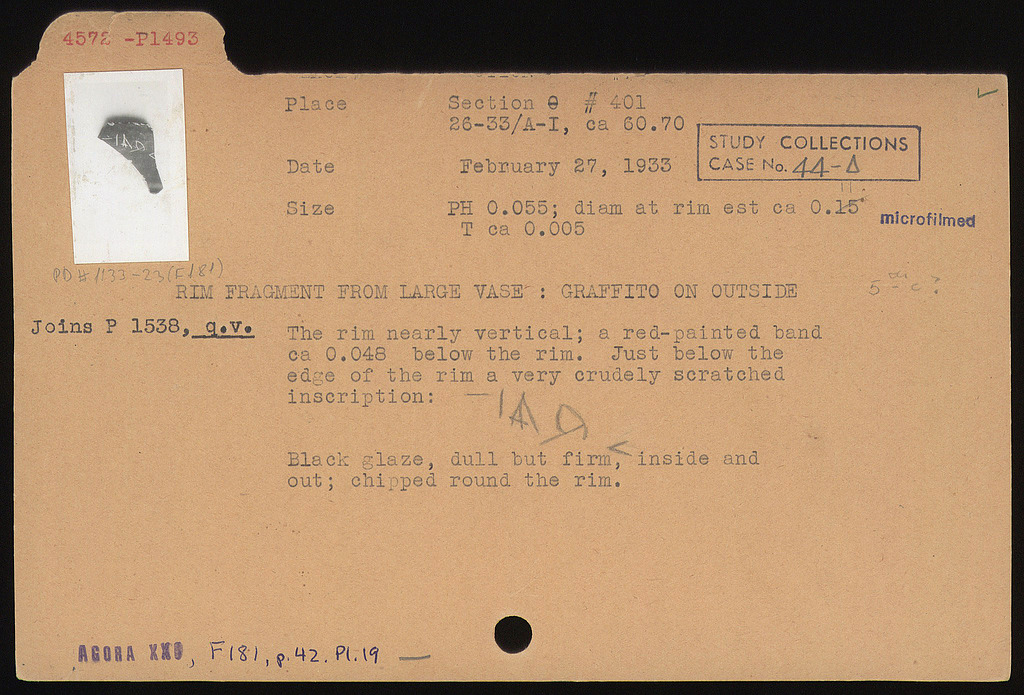 4572 -P1493
Place Section Θ # 401
26-33/A-I, ca 60.70
STUDY COLLECTIONS
CASE No. 44-Δ
Date February 27, 1933
Size PH 0.055; diam at rim est ca 0.15
T ca 0.005
microfilmed
PD# 1133-23 (F181)
RIM FRAGMENT FROM LARGE VASE : GRAFFITO ON OUTSIDE
Joins P 1538, q.v.
The rim nearly vertical; a red-painted band
ca 0.048 below the rim. Just below the
edge of the rim a very crudely scratched
inscription:
Black glaze, dull but firm, inside and
out; chipped round the rim.
AGORA XXI, F181, p. 42. Pl. 19